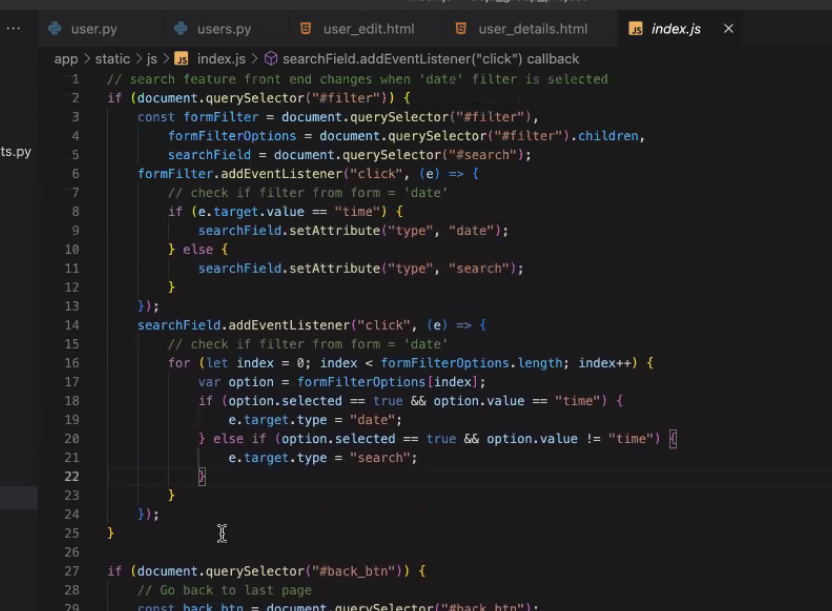 ... user.py users.py user_edit.html user_details.html JS index.js ×
app > static > js > JS index.js > searchField.addEventListener("click") callback
ts.py
1 // search feature front end changes when 'date' filter is selected
2 if (document.querySelector("#filter")) {
3 const formFilter = document.querySelector("#filter"),
4 formFilterOptions = document.querySelector("#filter").children,
5 searchField = document.querySelector("#search");
6 formFilter.addEventListener("click", (e) => {
7 // check if filter from form = 'date'
8 if (e.target.value == "time") {
9 searchField.setAttribute("type", "date");
10 } else {
11 searchField.setAttribute("type", "search");
12 }
13 });
14 searchField.addEventListener("click", (e) => {
15 // check if filter from form = 'date'
16 for (let index = 0; index < formFilterOptions.length; index++) {
17 var option = formFilterOptions[index];
18 if (option.selected == true && option.value == "time") {
19 e.target.type = "date";
20 } else if (option.selected == true && option.value != "time") {
21 e.target.type = "search";
22 }
23 }
24 });
25 }
26
27 if (document.querySelector("#back_btn")) {
28 // Go back to last page
29 const back_btn = document.querySelector("#back_btn");